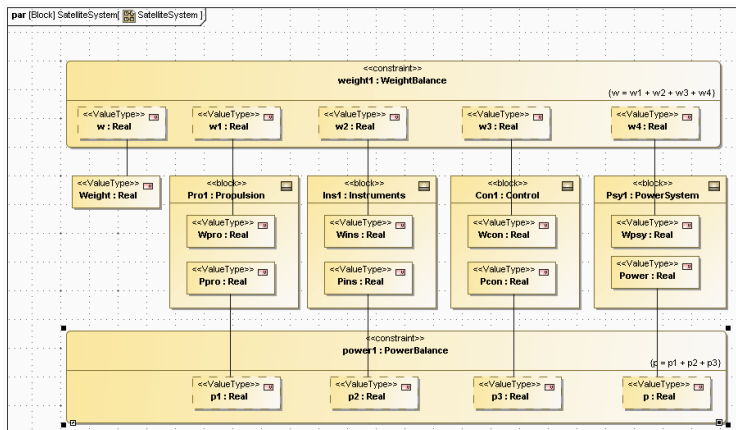 par [Block] SatelliteSystem[ SatelliteSystem ]
<<constraint>>
weight1 : WeightBalance
{w = w1 + w2 + w3 + w4}
<<ValueType>> <<ValueType>> <<ValueType>> <<ValueType>> <<ValueType>>
w : Real w1 : Real w2 : Real w3 : Real w4 : Real
<<ValueType>> <<block>> <<block>> <<block>> <<block>>
Weight : Real Pro1 : Propulsion Ins1 : Instruments Con1 : Control Psy1 : PowerSystem
<<ValueType>> <<ValueType>> <<ValueType>> <<ValueType>>
Wpro : Real Wins : Real Wcon : Real Wpsy : Real
<<ValueType>> <<ValueType>> <<ValueType>> <<ValueType>>
Ppro : Real Pins : Real Pcon : Real Power : Real
<<constraint>>
power1 : PowerBalance
{p = p1 + p2 + p3}
<<ValueType>> <<ValueType>> <<ValueType>> <<ValueType>>
p1 : Real p2 : Real p3 : Real p : Real